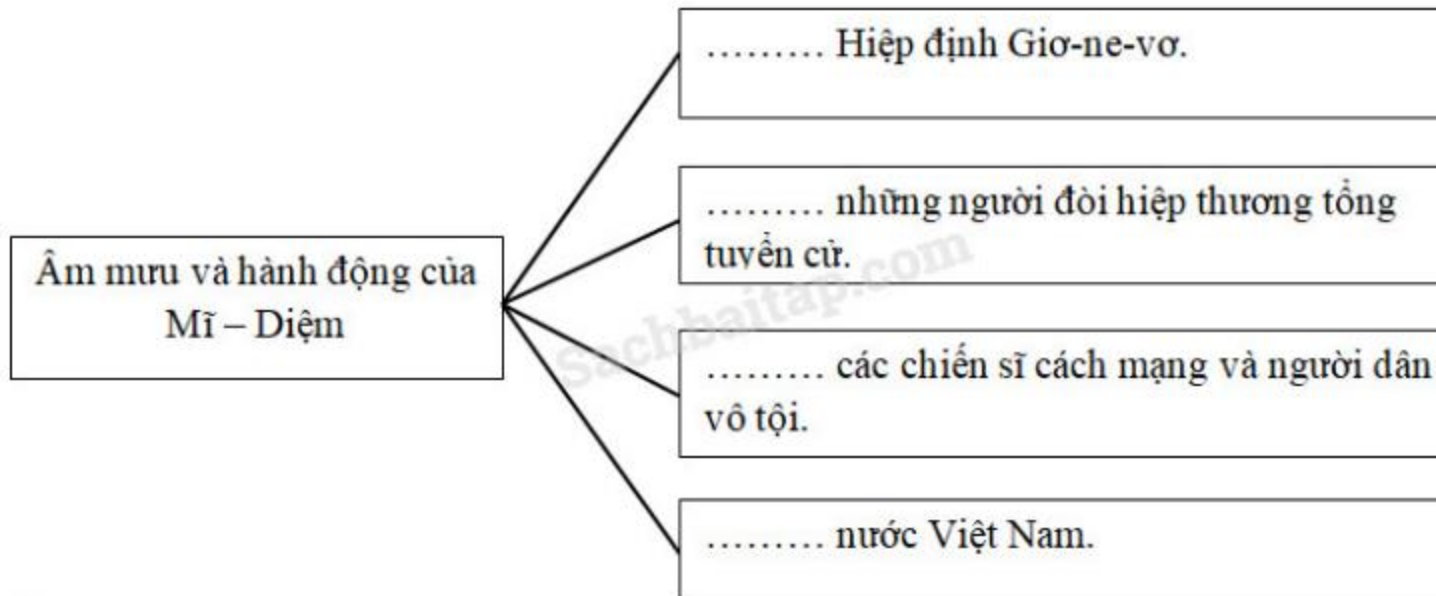 ……… Hiệp định Giơ-ne-vơ.
……… những người đòi hiệp thương tổng
tuyển cử.
Âm mưu và hành động của
Mĩ – Diệm
……… các chiến sĩ cách mạng và người dân
vô tội.
……… nước Việt Nam.
Sachbaitap.com